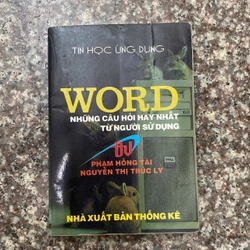 TIN HỌC ỨNG DỤNG
WORD
NHỮNG CÂU HỎI HAY NHẤT
TỪ NGƯỜI SỬ DỤNG
PHẠM HỒNG TÀI
NGUYỄN THỊ TRÚC LY
NHÀ XUẤT BẢN THỐNG KÊ